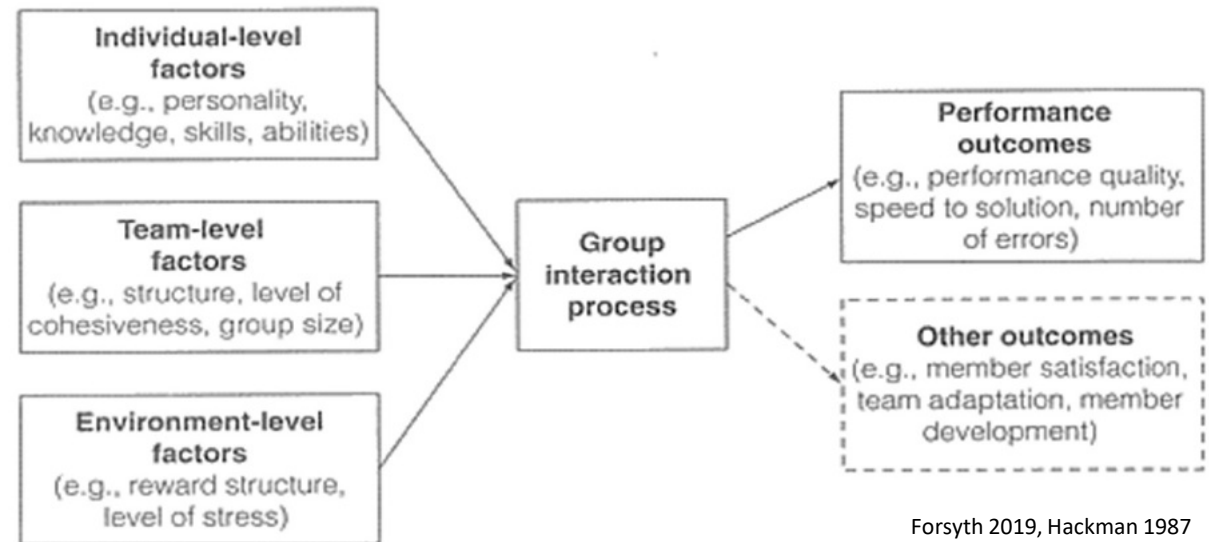 Individual-level
factors
(e.g., personality,
knowledge, skills, abilities)
Team-level
factors
(e.g., structure, level of
cohesiveness, group size)
Environment-level
factors
(e.g., reward structure,
level of stress)
Group
interaction
process
Performance
outcomes
(e.g., performance quality,
speed to solution, number
of errors)
Other outcomes
(e.g., member satisfaction,
team adaptation, member
development)
Forsyth 2019, Hackman 1987